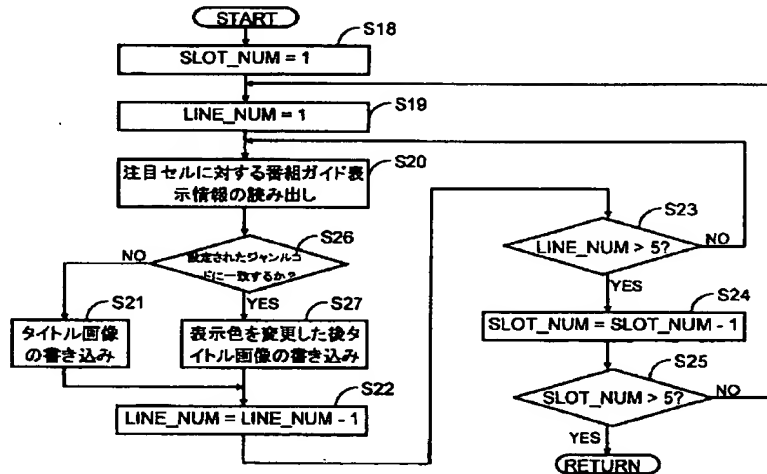 START
S18
SLOT_NUM = 1
S19
LINE_NUM = 1
S20
注目セルに対する番組ガイド表
示情報の読み出し
S26
設定されたジャンルコー
ドに一致するか？
NO
YES
S21
タイトル画像
の書き込み
S27
表示色を変更した後タ
イトル画像の書き込み
S22
LINE_NUM = LINE_NUM - 1
S23
LINE_NUM > 5?
NO
YES
S24
SLOT_NUM = SLOT_NUM - 1
S25
SLOT_NUM > 5?
NO
YES
RETURN